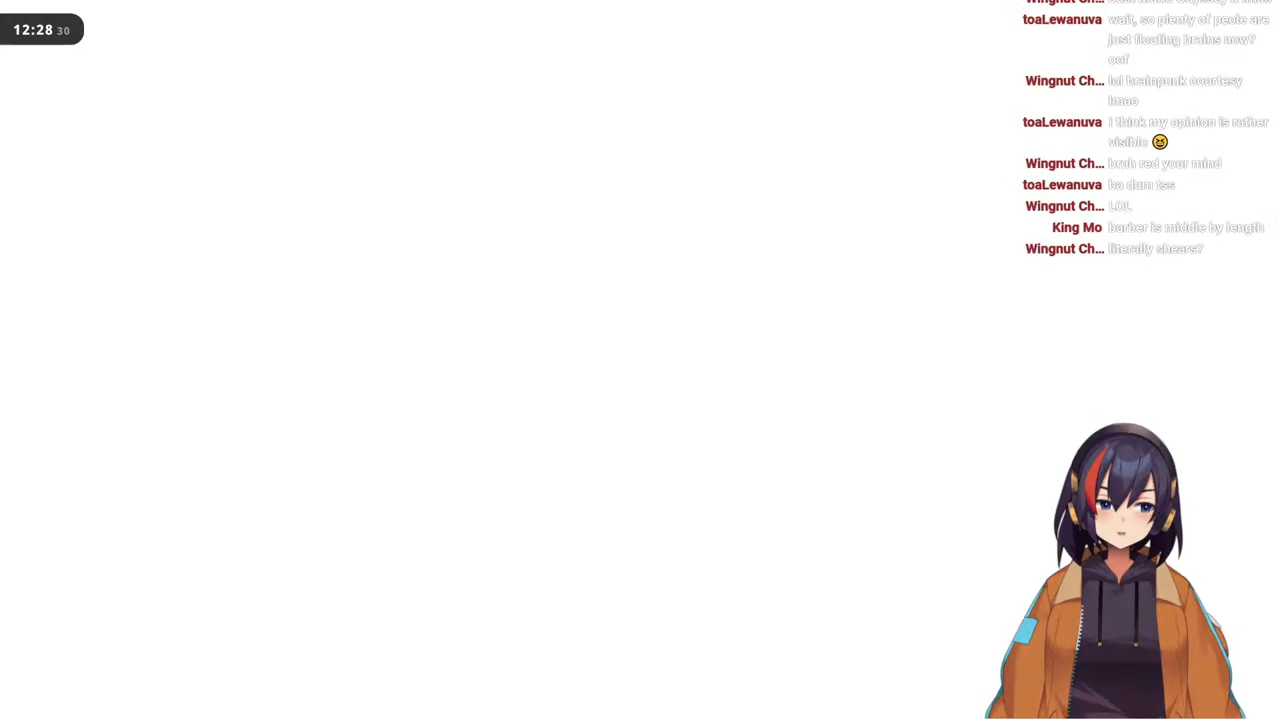 12:28 30
toaLewanuva wait, so plenty of peole are
just floating brains now?
oof
Wingnut Ch... lol brainpunk courtesy
lmao
toaLewanuva I think my opinion is rather
visible 😆
Wingnut Ch... bruh red your mind
toaLewanuva ba dum tss
Wingnut Ch... LOL
King Mo barber is middle by length
Wingnut Ch... literally shears?